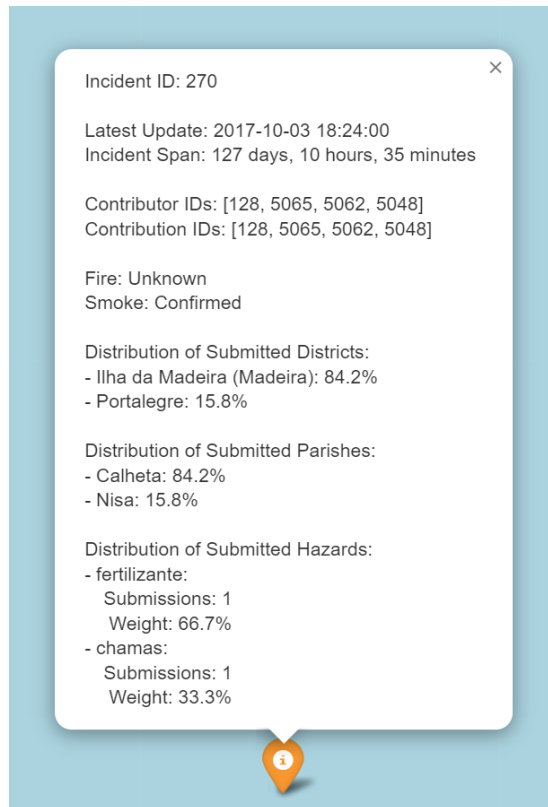 Incident ID: 270
Latest Update: 2017-10-03 18:24:00
Incident Span: 127 days, 10 hours, 35 minutes
Contributor IDs: [128, 5065, 5062, 5048]
Contribution IDs: [128, 5065, 5062, 5048]
Fire: Unknown
Smoke: Confirmed
Distribution of Submitted Districts:
- Ilha da Madeira (Madeira): 84.2%
- Portalegre: 15.8%
Distribution of Submitted Parishes:
- Calheta: 84.2%
- Nisa: 15.8%
Distribution of Submitted Hazards:
- fertilizante:
Submissions: 1
Weight: 66.7%
- chamas:
Submissions: 1
Weight: 33.3%